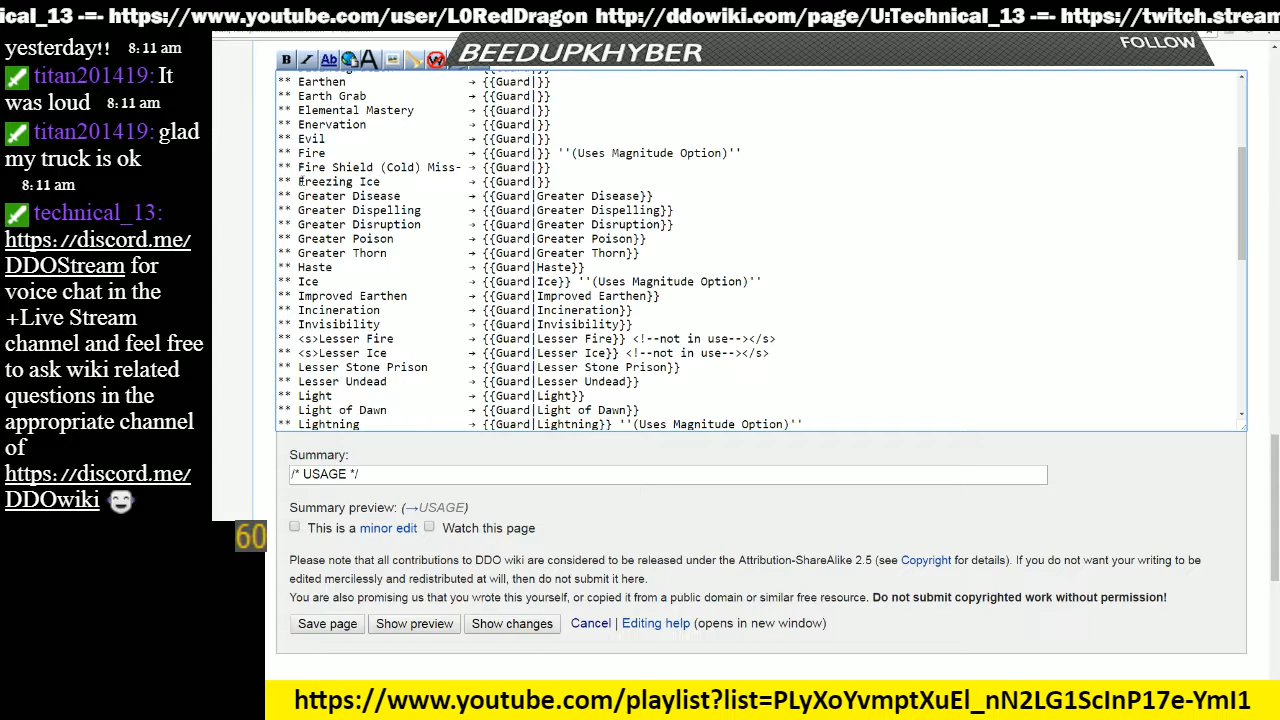 ical_13 -=- https://www.youtube.com/user/L0RedDragon http://ddowiki.com/page/U:Technical_13 -=- https://twitch.stream
yesterday!! 8:11 am
titan201419: It
was loud 8:11 am
titan201419: glad
my truck is ok
8:11 am
technical_13:
https://discord.me/
DDOStream for
voice chat in the
+Live Stream
channel and feel free
to ask wiki related
questions in the
appropriate channel
of
https://discord.me/
DDOwiki
60
BEEDUPKHYBER
FOLLOW
B I Ab A W
** Earthen → {{Guard|}}
** Earth Grab → {{Guard|}}
** Elemental Mastery → {{Guard|}}
** Enervation → {{Guard|}}
** Evil → {{Guard|}}
** Fire → {{Guard|}} ''(Uses Magnitude Option)''
** Fire Shield (Cold) Miss- → {{Guard|}}
** Freezing Ice → {{Guard|}}
** Greater Disease → {{Guard|Greater Disease}}
** Greater Dispelling → {{Guard|Greater Dispelling}}
** Greater Disruption → {{Guard|Greater Disruption}}
** Greater Poison → {{Guard|Greater Poison}}
** Greater Thorn → {{Guard|Greater Thorn}}
** Haste → {{Guard|Haste}}
** Ice → {{Guard|Ice}} ''(Uses Magnitude Option)''
** Improved Earthen → {{Guard|Improved Earthen}}
** Incineration → {{Guard|Incineration}}
** Invisibility → {{Guard|Invisibility}}
** <s>Lesser Fire → {{Guard|Lesser Fire}} <!--not in use--></s>
** <s>Lesser Ice → {{Guard|Lesser Ice}} <!--not in use--></s>
** Lesser Stone Prison → {{Guard|Lesser Stone Prison}}
** Lesser Undead → {{Guard|Lesser Undead}}
** Light → {{Guard|Light}}
** Light of Dawn → {{Guard|Light of Dawn}}
** Lightning → {{Guard|Lightning}} ''(Uses Magnitude Option)''
Summary:
/* USAGE */
Summary preview: (→USAGE)
This is a minor edit Watch this page
Please note that all contributions to DDO wiki are considered to be released under the Attribution-ShareAlike 2.5 (see Copyright for details). If you do not want your writing to be
edited mercilessly and redistributed at will, then do not submit it here.
You are also promising us that you wrote this yourself, or copied it from a public domain or similar free resource. Do not submit copyrighted work without permission!
Save page Show preview Show changes Cancel | Editing help (opens in new window)
https://www.youtube.com/playlist?list=PLyXoYvmptXuEl_nN2LG1ScInP17e-YmI1